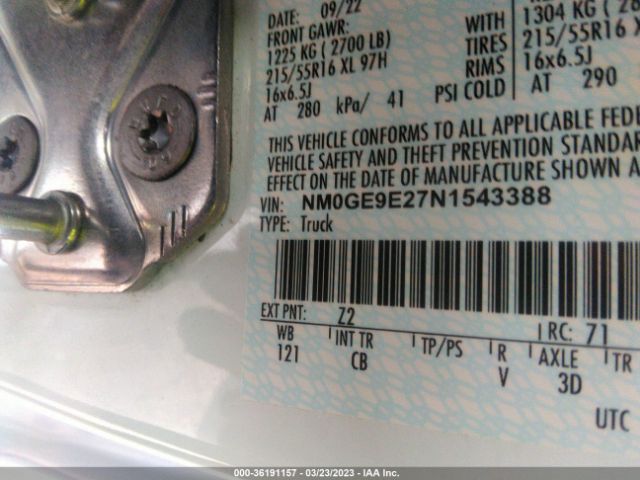 DATE: 09/22
FRONT GAWR:
1225 KG ( 2700 LB)
215/55R16 XL 97H
16x6.5J
AT 280 kPa/ 41 PSI COLD
WITH 1304 KG
TIRES 215/55R16
RIMS 16x6.5J
AT 290
THIS VEHICLE CONFORMS TO ALL APPLICABLE
VEHICLE SAFETY AND THEFT PREVENTION
EFFECT ON THE DATE OF MANUFACTURE SHOWN
VIN: NM0GE9E27N1543388
TYPE: Truck
EXT PNT: Z2 RC: 71
WB INT TR TP/PS R AXLE TR
121 CB V 3D
UTC
000-36191157 - 03/23/2023 - IAA Inc.